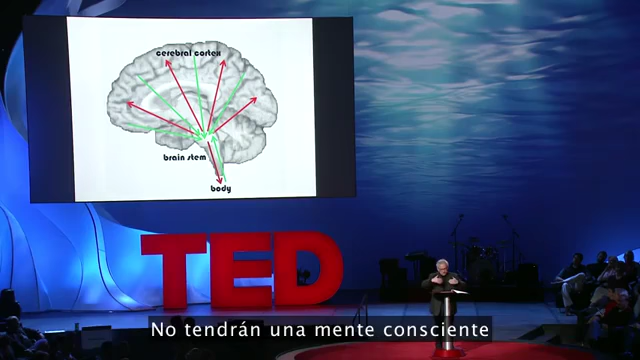 cerebral cortex
brain stem
body
TED
No tendrán una mente consciente